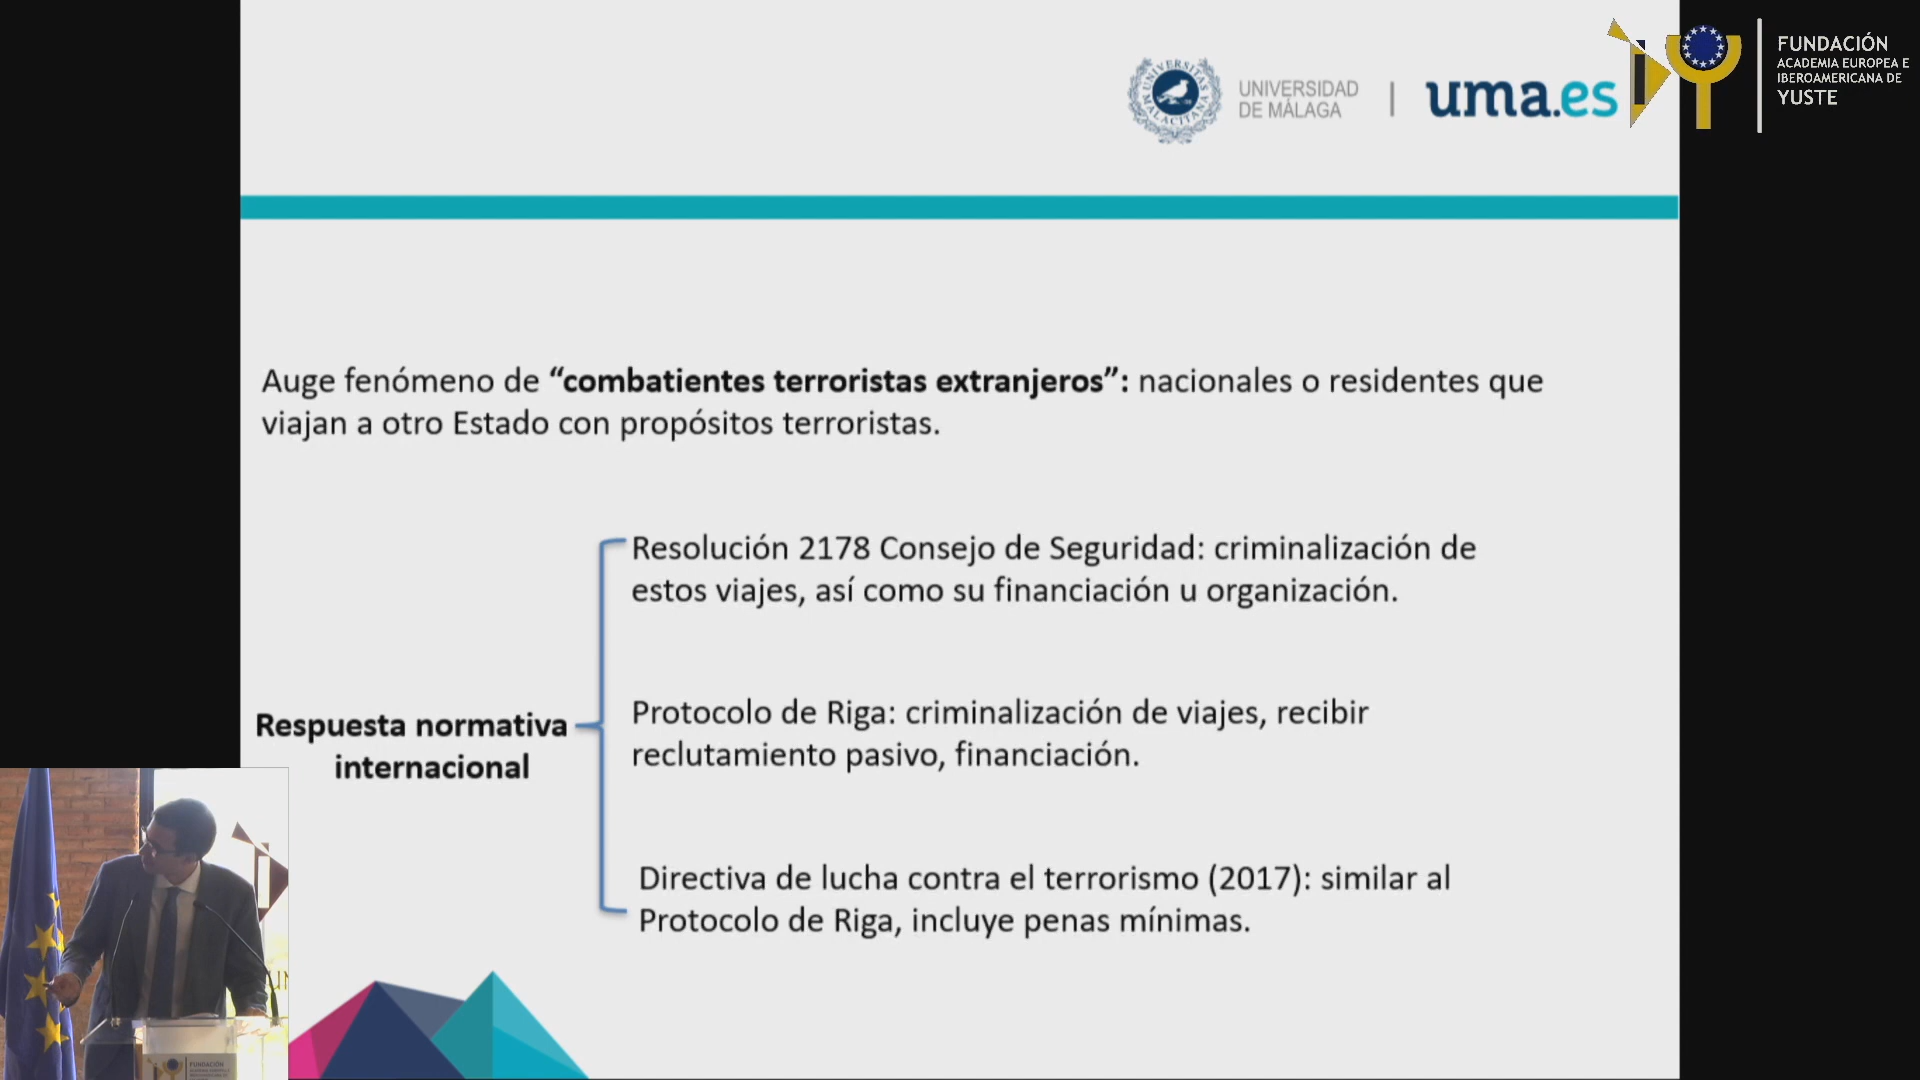 FUNDACIÓN
ACADEMIA EUROPEA E
IBEROAMERICANA DE
YUSTE
UNIVERSITAS
MALACITANA
UNIVERSIDAD
DE MÁLAGA
uma.es
Auge fenómeno de “combatientes terroristas extranjeros”: nacionales o residentes que
viajan a otro Estado con propósitos terroristas.
Resolución 2178 Consejo de Seguridad: criminalización de
estos viajes, así como su financiación u organización.
Respuesta normativa
internacional
Protocolo de Riga: criminalización de viajes, recibir
reclutamiento pasivo, financiación.
Directiva de lucha contra el terrorismo (2017): similar al
Protocolo de Riga, incluye penas mínimas.
FUNDACIÓN